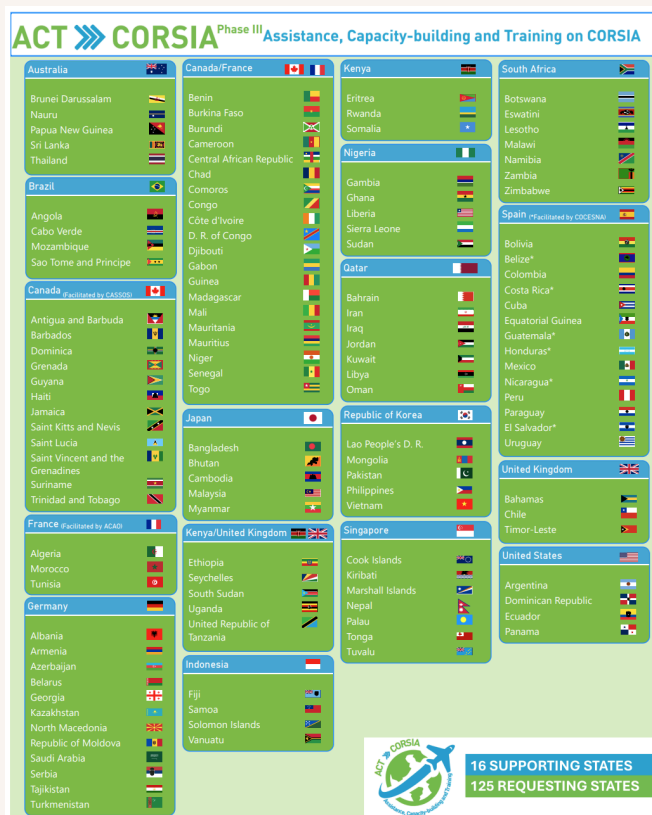 ACT CORSIA Phase III Assistance, Capacity-building and Training on CORSIA
Australia
Brunei Darussalam
Nauru
Papua New Guinea
Sri Lanka
Thailand
Brazil
Angola
Cabo Verde
Mozambique
Sao Tome and Principe
Canada (Facilitated by CASSOS)
Antigua and Barbuda
Barbados
Dominica
Grenada
Guyana
Haiti
Jamaica
Saint Kitts and Nevis
Saint Lucia
Saint Vincent and the
Grenadines
Suriname
Trinidad and Tobago
France (Facilitated by ACAO)
Algeria
Morocco
Tunisia
Germany
Albania
Armenia
Azerbaijan
Belarus
Georgia
Kazakhstan
North Macedonia
Republic of Moldova
Saudi Arabia
Serbia
Tajikistan
Turkmenistan
Canada/France
Benin
Burkina Faso
Burundi
Cameroon
Central African Republic
Chad
Comoros
Congo
Côte d'Ivoire
D. R. of Congo
Djibouti
Gabon
Guinea
Madagascar
Mali
Mauritania
Mauritius
Niger
Senegal
Togo
Japan
Bangladesh
Bhutan
Cambodia
Malaysia
Myanmar
Kenya/United Kingdom
Ethiopia
Seychelles
South Sudan
Uganda
United Republic of
Tanzania
Indonesia
Fiji
Samoa
Solomon Islands
Vanuatu
Kenya
Eritrea
Rwanda
Somalia
Nigeria
Gambia
Ghana
Liberia
Sierra Leone
Sudan
Qatar
Bahrain
Iran
Iraq
Jordan
Kuwait
Libya
Oman
Republic of Korea
Lao People's D. R.
Mongolia
Pakistan
Philippines
Vietnam
Singapore
Cook Islands
Kiribati
Marshall Islands
Nepal
Palau
Tonga
Tuvalu
South Africa
Botswana
Eswatini
Lesotho
Malawi
Namibia
Zambia
Zimbabwe
Spain (*Facilitated by COCESNA)
Bolivia
Belize*
Colombia
Costa Rica*
Cuba
Equatorial Guinea
Guatemala*
Honduras*
Mexico
Nicaragua*
Peru
Paraguay
El Salvador*
Uruguay
United Kingdom
Bahamas
Chile
Timor-Leste
United States
Argentina
Dominican Republic
Ecuador
Panama
ACT CORSIA
Assistance, Capacity-building and Training
16 SUPPORTING STATES
125 REQUESTING STATES